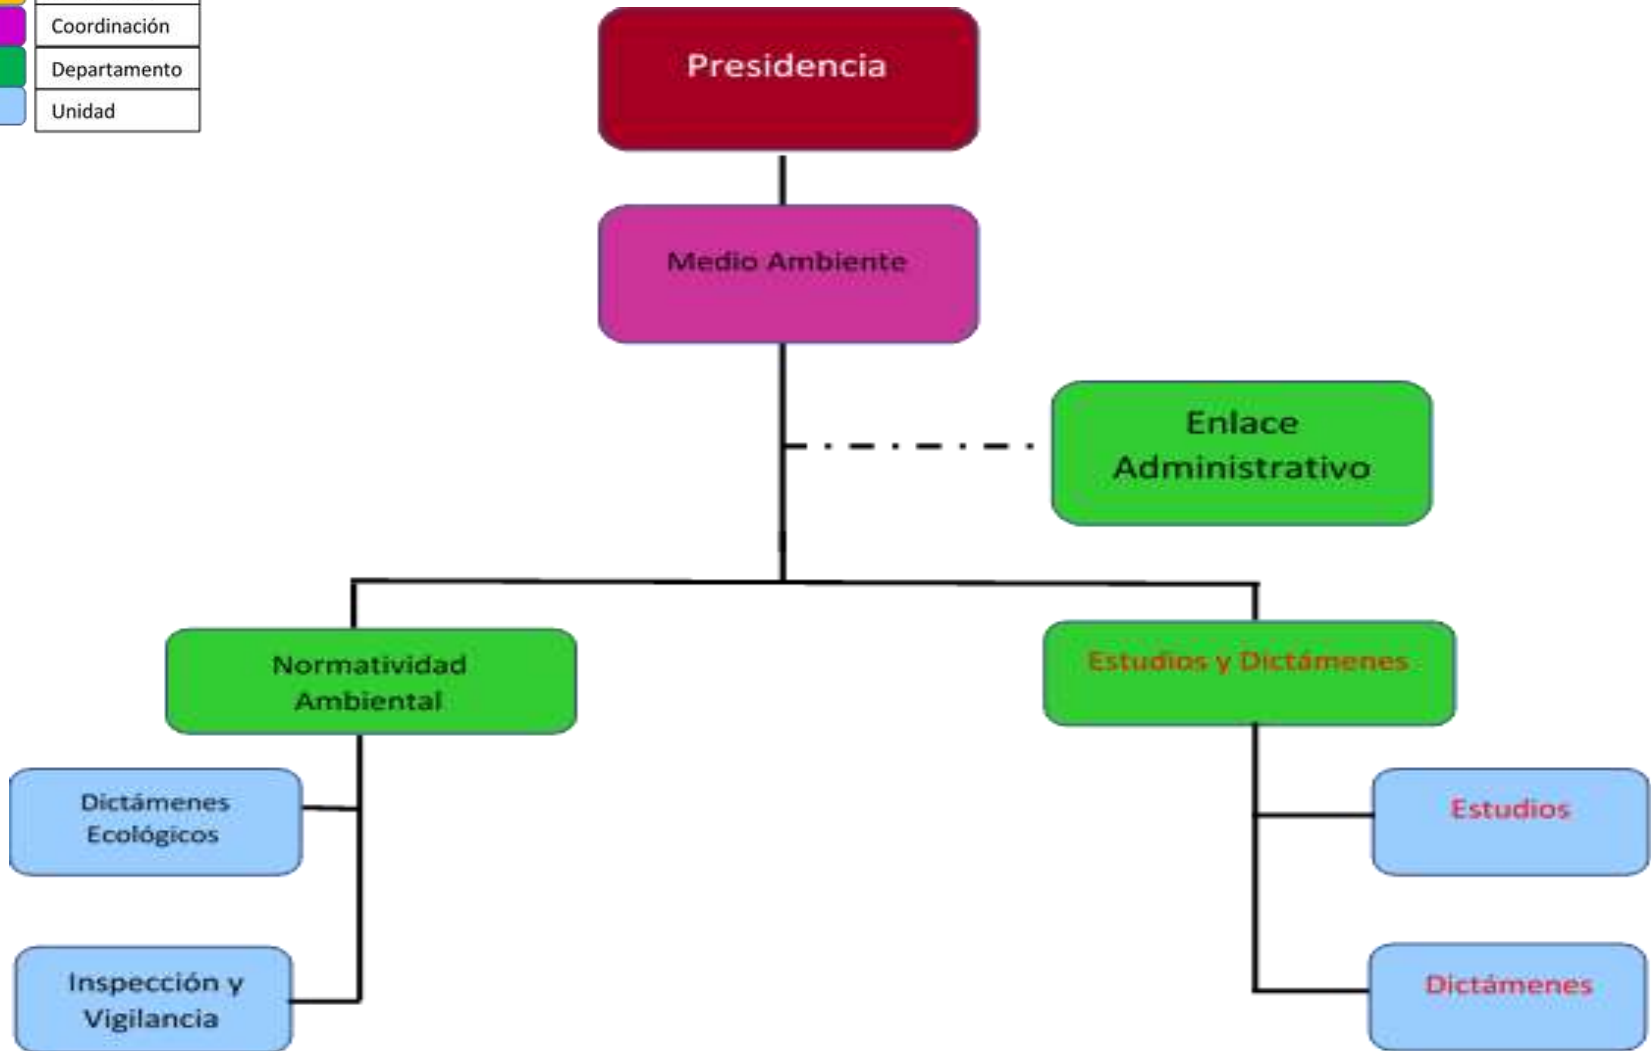 Coordinación
Departamento
Unidad
Presidencia
Medio Ambiente
Enlace
Administrativo
Normatividad
Ambiental
Estudios y Dictámenes
Dictámenes
Ecológicos
Estudios
Inspección y
Vigilancia
Dictámenes